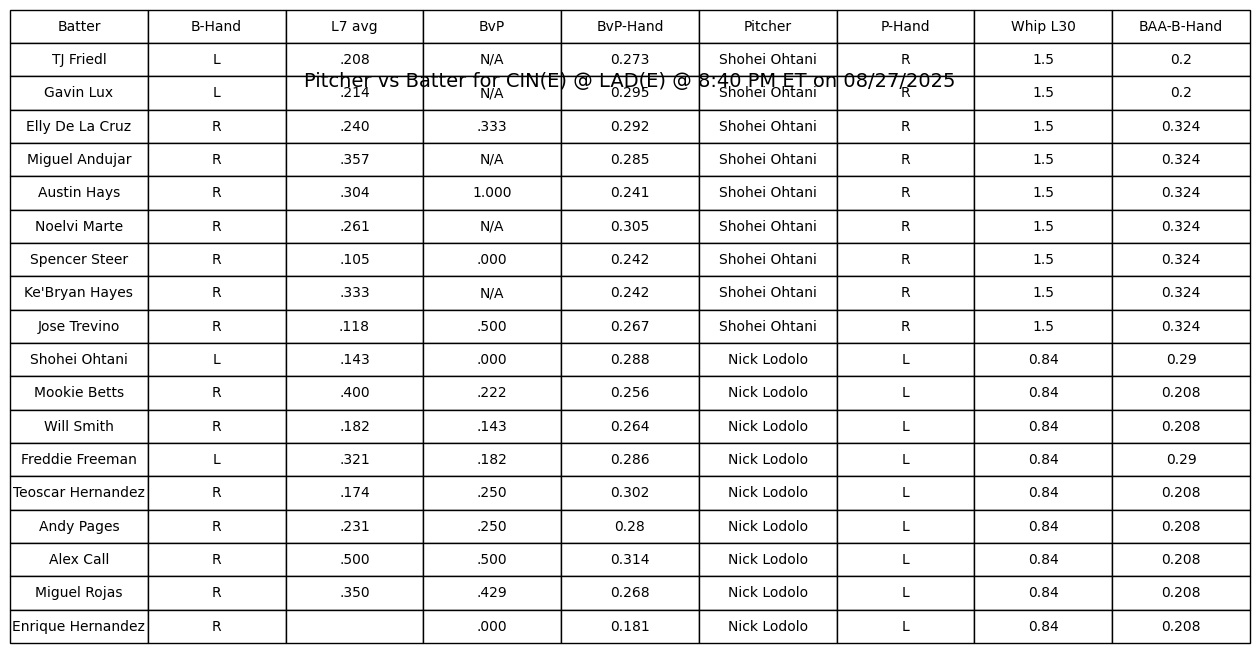 Batter B-Hand L7 avg BvP BvP-Hand Pitcher P-Hand Whip L30 BAA-B-Hand
TJ Friedl L .208 N/A 0.273 Shohei Ohtani R 1.5 0.2
Pitcher vs Batter for CIN(E) @ LAD(E) @ 8:40 PM ET on 08/27/2025
Gavin Lux L .214 N/A 0.295 Shohei Ohtani R 1.5 0.2
Elly De La Cruz R .240 .333 0.292 Shohei Ohtani R 1.5 0.324
Miguel Andujar R .357 N/A 0.285 Shohei Ohtani R 1.5 0.324
Austin Hays R .304 1.000 0.241 Shohei Ohtani R 1.5 0.324
Noelvi Marte R .261 N/A 0.305 Shohei Ohtani R 1.5 0.324
Spencer Steer R .105 .000 0.242 Shohei Ohtani R 1.5 0.324
Ke'Bryan Hayes R .333 N/A 0.242 Shohei Ohtani R 1.5 0.324
Jose Trevino R .118 .500 0.267 Shohei Ohtani R 1.5 0.324
Shohei Ohtani L .143 .000 0.288 Nick Lodolo L 0.84 0.29
Mookie Betts R .400 .222 0.256 Nick Lodolo L 0.84 0.208
Will Smith R .182 .143 0.264 Nick Lodolo L 0.84 0.208
Freddie Freeman L .321 .182 0.286 Nick Lodolo L 0.84 0.29
Teoscar Hernandez R .174 .250 0.302 Nick Lodolo L 0.84 0.208
Andy Pages R .231 .250 0.28 Nick Lodolo L 0.84 0.208
Alex Call R .500 .500 0.314 Nick Lodolo L 0.84 0.208
Miguel Rojas R .350 .429 0.268 Nick Lodolo L 0.84 0.208
Enrique Hernandez R .000 0.181 Nick Lodolo L 0.84 0.208